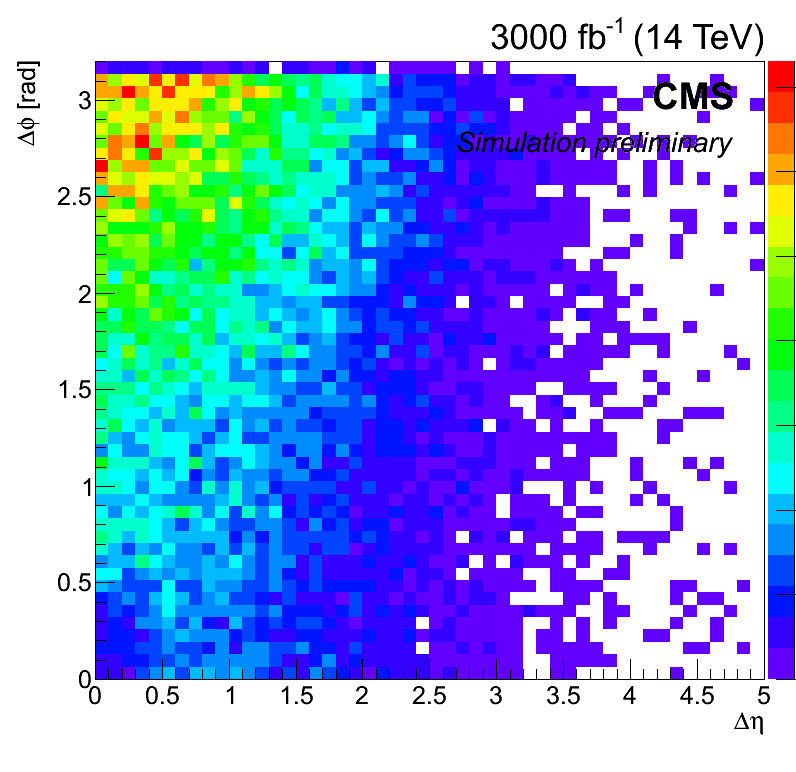 3000 fb-1 (14 TeV)
Δϕ [rad]
CMS
Simulation preliminary
3
2.5
2
1.5
1
0.5
0
0 0.5 1 1.5 2 2.5 3 3.5 4 4.5 5
Δη